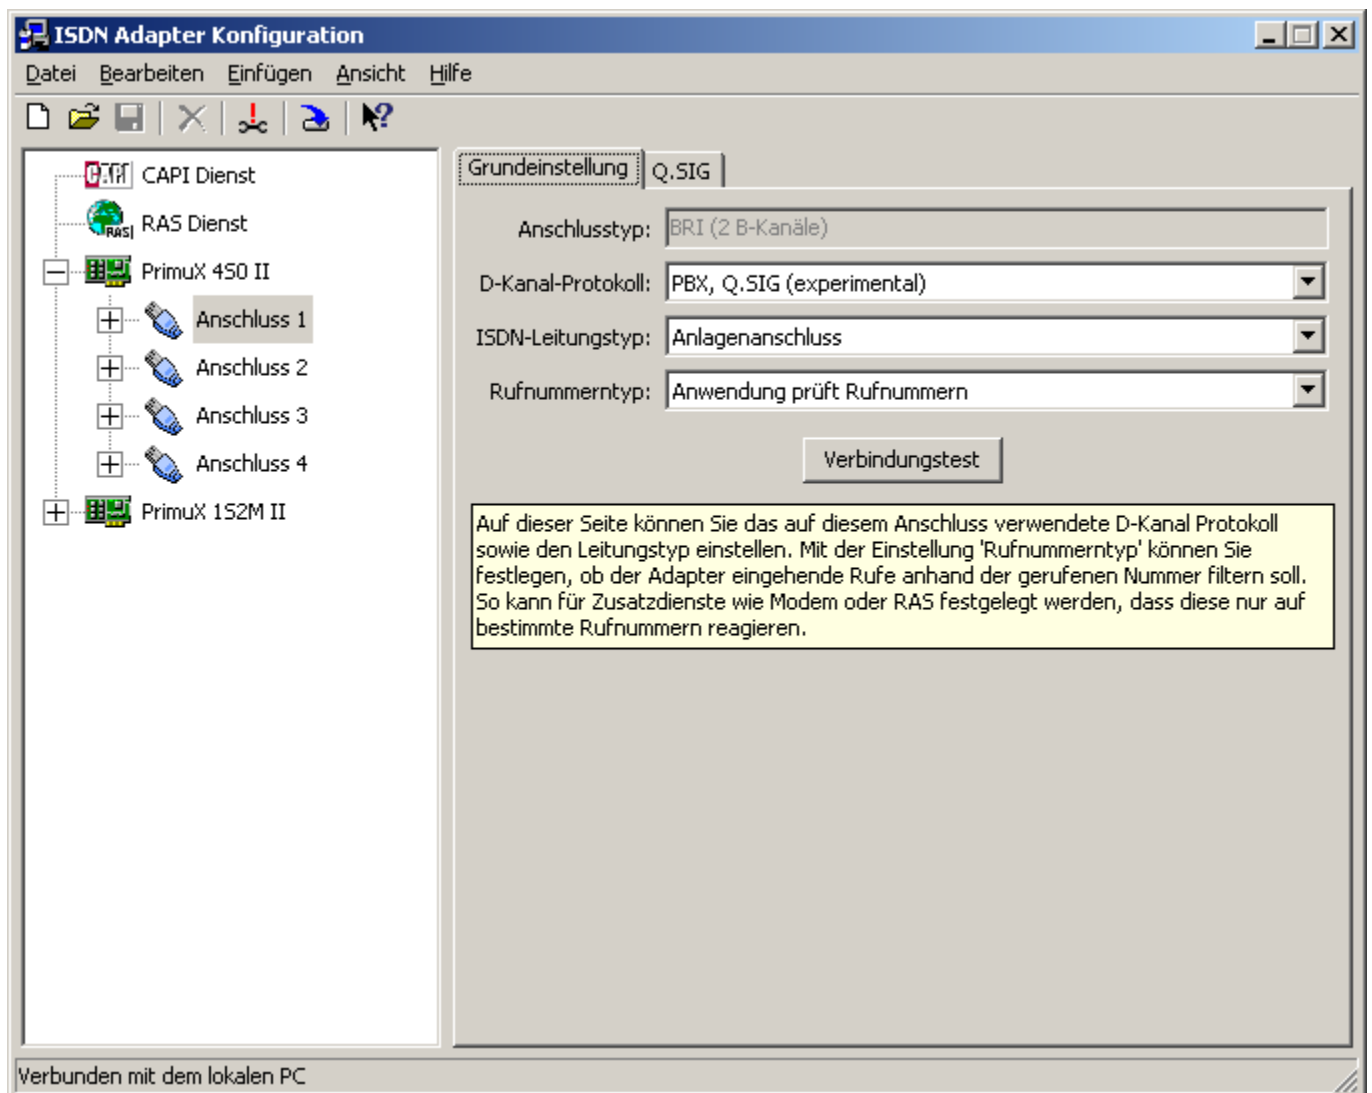 ISDN Adapter Konfiguration
Datei Bearbeiten Einfügen Ansicht Hilfe
CAPI CAPI Dienst
RAS RAS Dienst
PrimuX 4S0 II
Anschluss 1
Anschluss 2
Anschluss 3
Anschluss 4
PrimuX 1S2M II
Grundeinstellung Q.SIG
Anschlusstyp: BRI (2 B-Kanäle)
D-Kanal-Protokoll: PBX, Q.SIG (experimental)
ISDN-Leitungstyp: Anlagenanschluss
Rufnummerntyp: Anwendung prüft Rufnummern
Verbindungstest
Auf dieser Seite können Sie das auf diesem Anschluss verwendete D-Kanal Protokoll
sowie den Leitungstyp einstellen. Mit der Einstellung 'Rufnummerntyp' können Sie
festlegen, ob der Adapter eingehende Rufe anhand der gerufenen Nummer filtern soll.
So kann für Zusatzdienste wie Modem oder RAS festgelegt werden, dass diese nur auf
bestimmte Rufnummern reagieren.
Verbunden mit dem lokalen PC